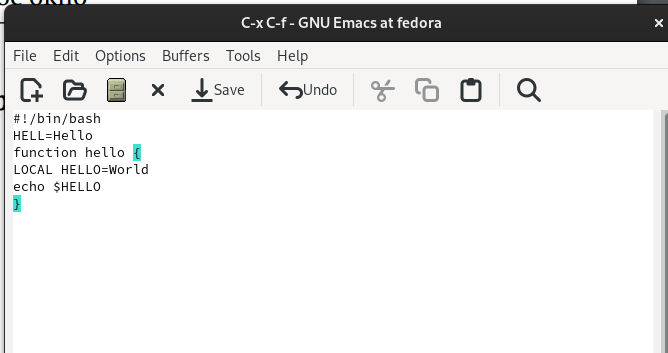 окно
C-x C-f - GNU Emacs at fedora
File Edit Options Buffers Tools Help
Save Undo
#!/bin/bash
HELL=Hello
function hello {
LOCAL HELLO=World
echo $HELLO
}